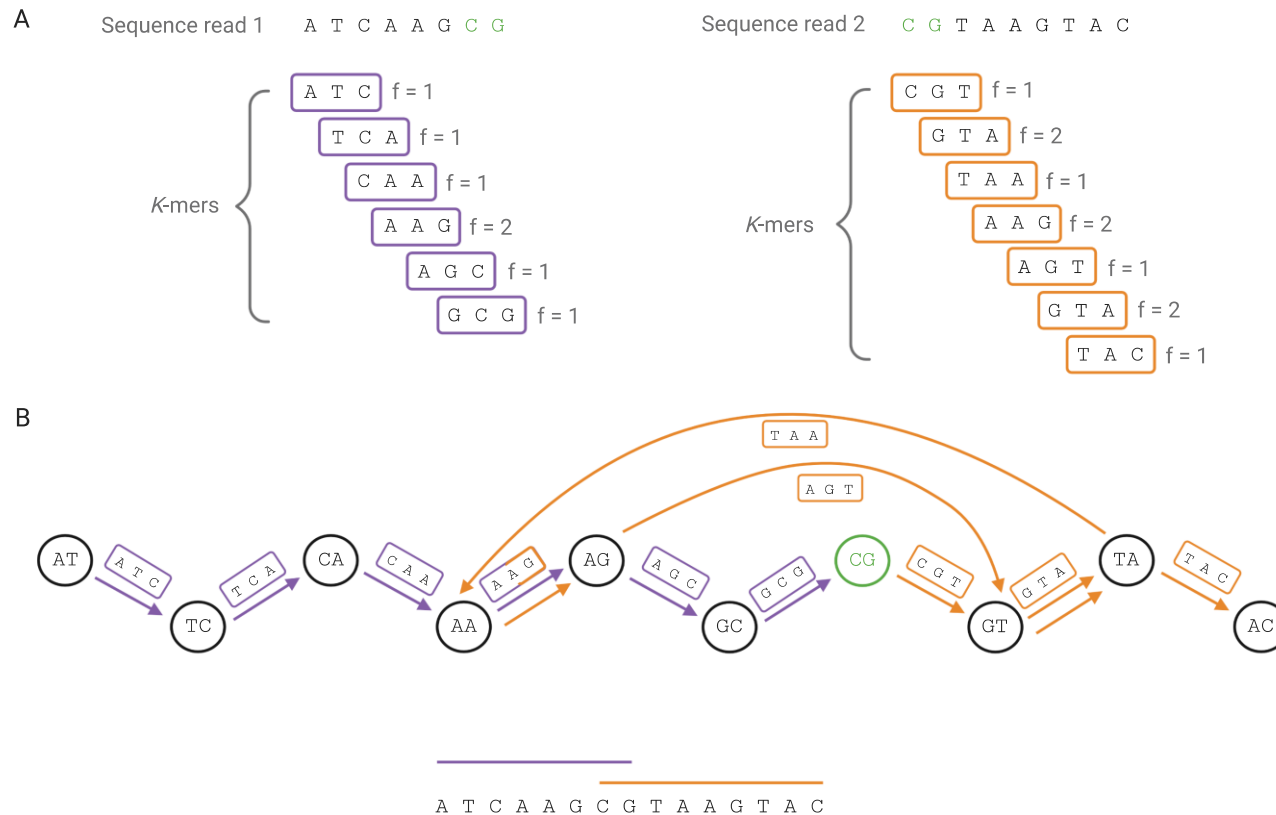 A
Sequence read 1 A T C A A G C G
Sequence read 2 C G T A A G T A C
A T C f = 1
T C A f = 1
C A A f = 1
K-mers
A A G f = 2
A G C f = 1
G C G f = 1
C G T f = 1
G T A f = 2
T A A f = 1
K-mers
A A G f = 2
A G T f = 1
G T A f = 2
T A C f = 1
B
T A A
A G T
AT
A T C
TC
T C A
CA
C A A
AA
A A G
AG
A G C
GC
G C G
CG
C G T
GT
G T A
TA
T A C
AC
A T C A A G C G T A A G T A C